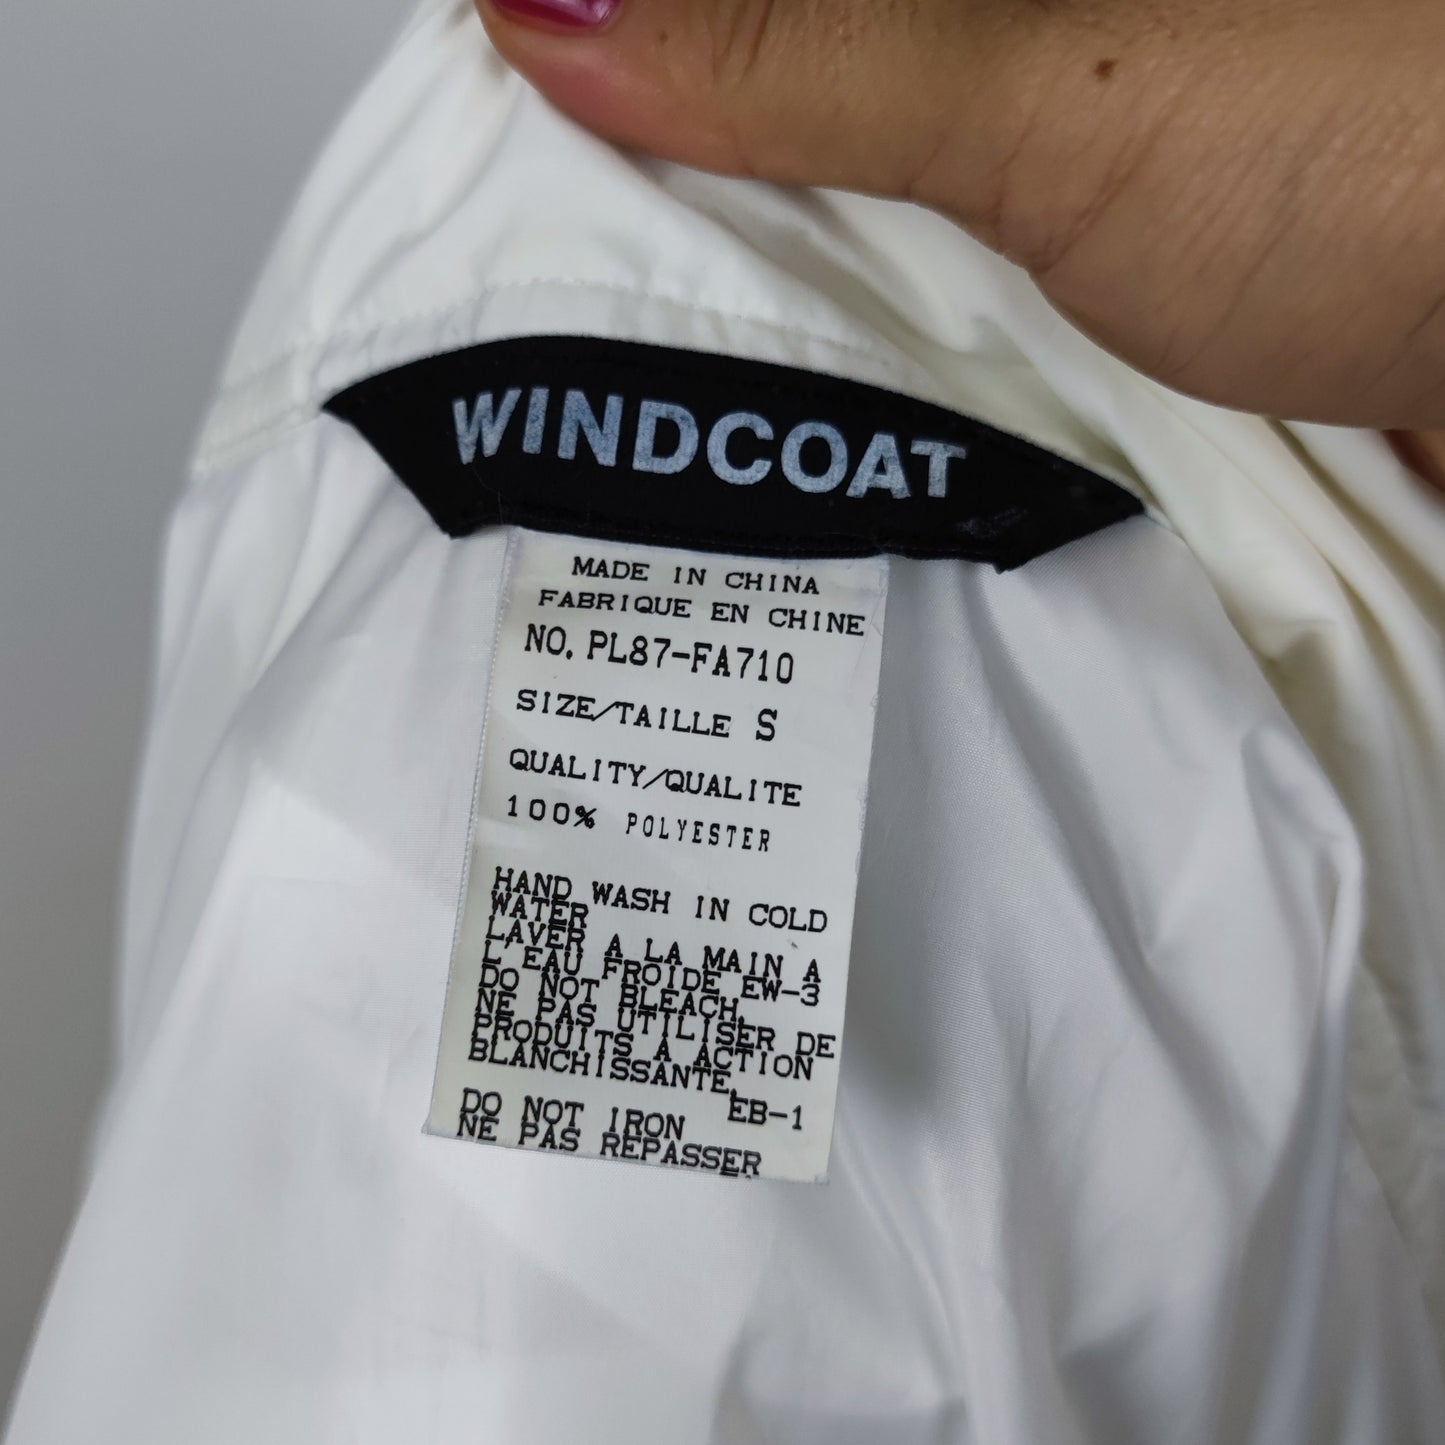 WINDCOAT
MADE IN CHINA
FABRIQUE EN CHINE
NO. PL87-FA710
SIZE/TAILLE S
QUALITY/QUALITE
100% POLYESTER
HAND WASH IN COLD
WATER
LAVER A LA MAIN A
L'EAU FROIDE EW-3
DO NOT BLEACH.
NE PAS UTILISER DE
PRODUITS A ACTION
BLANCHISSANTE.
EB-1
DO NOT IRON
NE PAS REPASSER